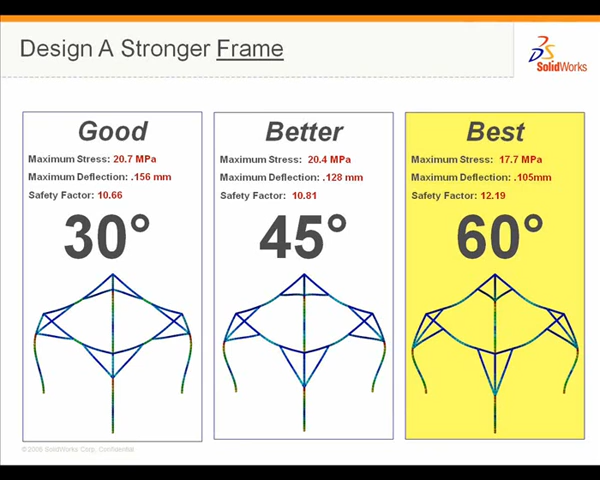 Design A Stronger Frame
SolidWorks
Good
Maximum Stress: 20.7 MPa
Maximum Deflection: .156 mm
Safety Factor: 10.66
30°
Better
Maximum Stress: 20.4 MPa
Maximum Deflection: .128 mm
Safety Factor: 10.81
45°
Best
Maximum Stress: 17.7 MPa
Maximum Deflection: .105mm
Safety Factor: 12.19
60°
© 2006 SolidWorks Corp. Confidential